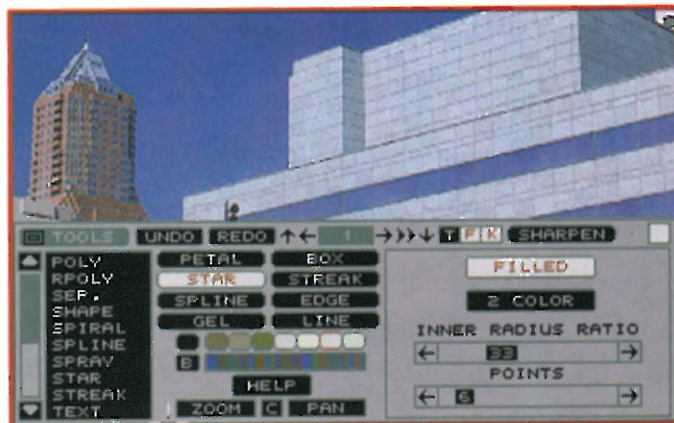 TOOLS UNDO REDO 1 T F K SHARPEN
POLY
RPOLY
SEP.
SHAPE
SPIRAL
SPLINE
SPRAY
STAR
STREAK
TEXT
PETAL BOX
STAR STREAK
SPLINE EDGE
GEL LINE
B
HELP
ZOOM C PAN
FILLED
2 COLOR
INNER RADIUS RATIO
33
POINTS
6